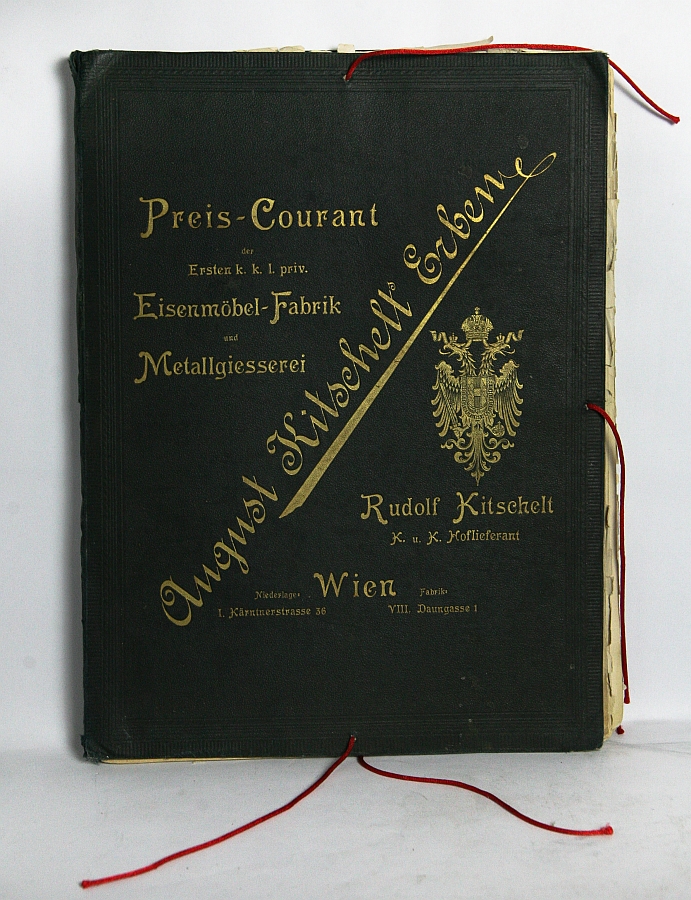 Preis-Courant
der
Ersten k. k. l. priv.
Eisenmöbel-Fabrik
und
Metallgiesserei
August Kitschelt' Erben
Rudolf Kitschelt
K. u. K. Hoflieferant
Wien
Niederlage:
I. Kärntnerstrasse 36
Fabrik:
VIII. Daungasse 1